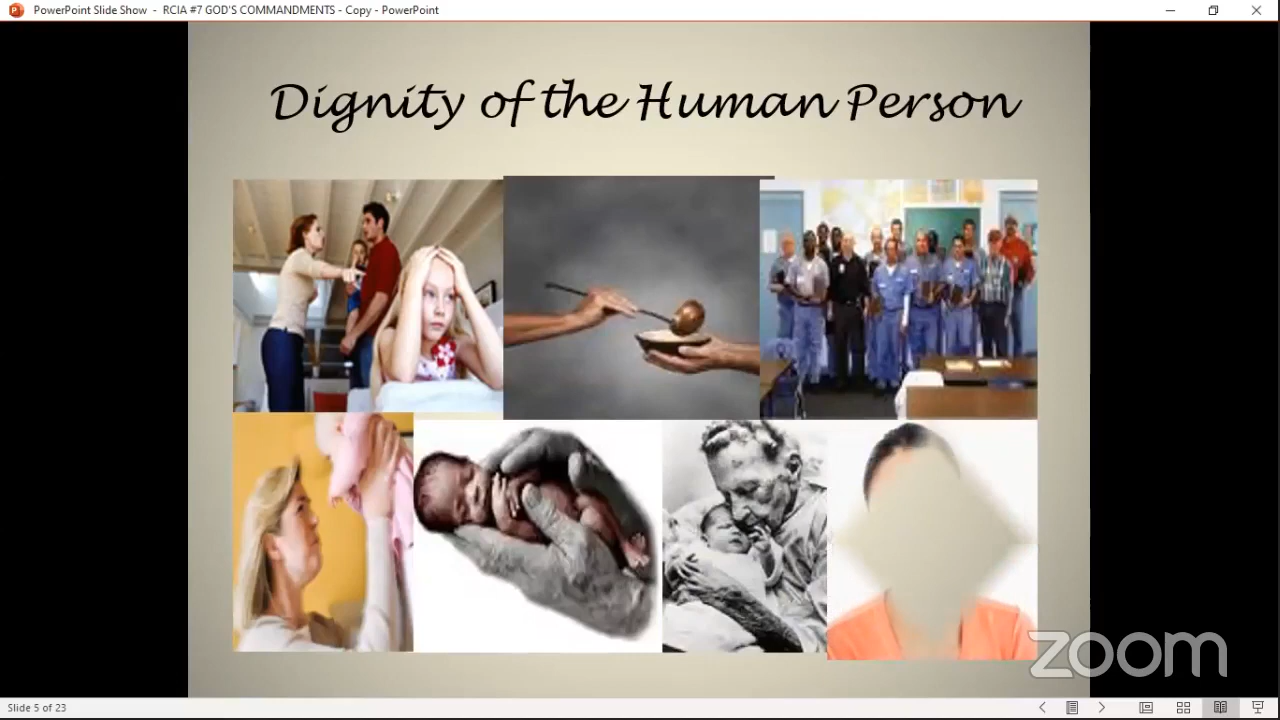 PowerPoint Slide Show - RCIA #7 GOD'S COMMANDMENTS - Copy - PowerPoint
Dignity of the Human Person
zoom
Slide 5 of 23